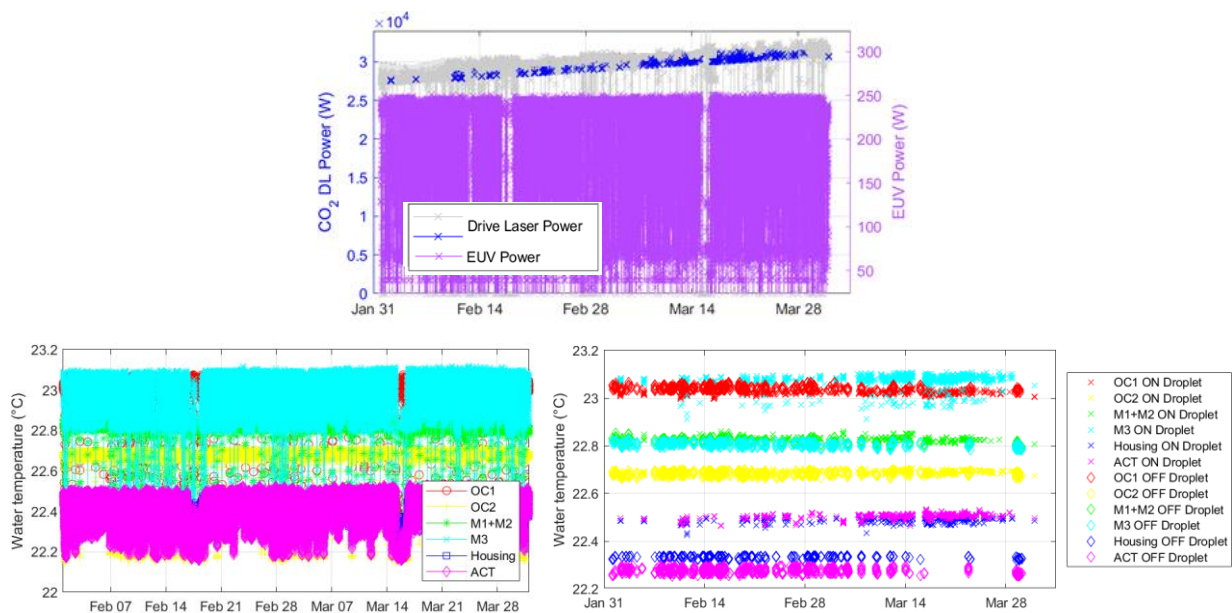 × 10⁴
3
2.5
2
1.5
1
0.5
0
CO₂ DL Power (W)
300
250
200
150
100
50
EUV Power (W)
Drive Laser Power
EUV Power
Jan 31 Feb 14 Feb 28 Mar 14 Mar 28
23.2
23
22.8
22.6
22.4
22.2
22
Water temperature (°C)
OC1
OC2
M1+M2
M3
Housing
ACT
Feb 07 Feb 14 Feb 21 Feb 28 Mar 07 Mar 14 Mar 21 Mar 28
23.2
23
22.8
22.6
22.4
22.2
Water temperature (°C)
Jan 31 Feb 14 Feb 28 Mar 14 Mar 28
OC1 ON Droplet
OC2 ON Droplet
M1+M2 ON Droplet
M3 ON Droplet
Housing ON Droplet
ACT ON Droplet
OC1 OFF Droplet
OC2 OFF Droplet
M1+M2 OFF Droplet
M3 OFF Droplet
Housing OFF Droplet
ACT OFF Droplet